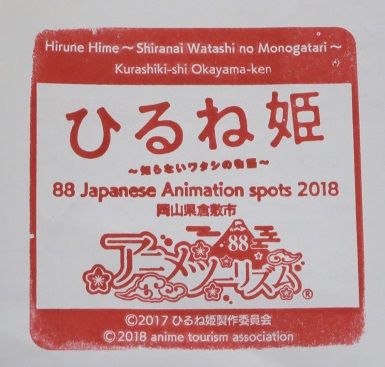 Hirune Hime～Shiranai Watashi no Monogatari～
Kurashiki-shi Okayama-ken
ひるね姫
～知らないワタシの物語～
88 Japanese Animation spots 2018
岡山県倉敷市
88
アニメツーリズム®
©2017 ひるね姫製作委員会
© 2018 anime tourism association